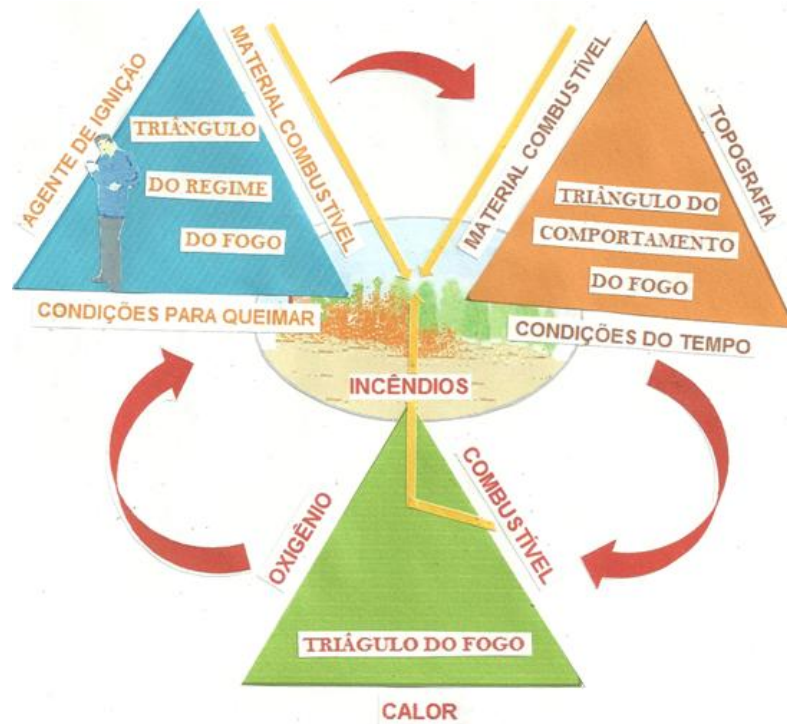 AGENTE DE IGNIÇÃO
MATERIAL COMBUSTÍVEL
TRIÂNGULO
DO REGIME
DO FOGO
CONDIÇÕES PARA QUEIMAR
MATERIAL COMBUSTÍVEL
TOPOGRAFIA
TRIÂNGULO DO
COMPORTAMENTO
DO FOGO
CONDIÇÕES DO TEMPO
INCÊNDIOS
OXIGÊNIO
COMBUSTÍVEL
TRIÂGULO DO FOGO
CALOR